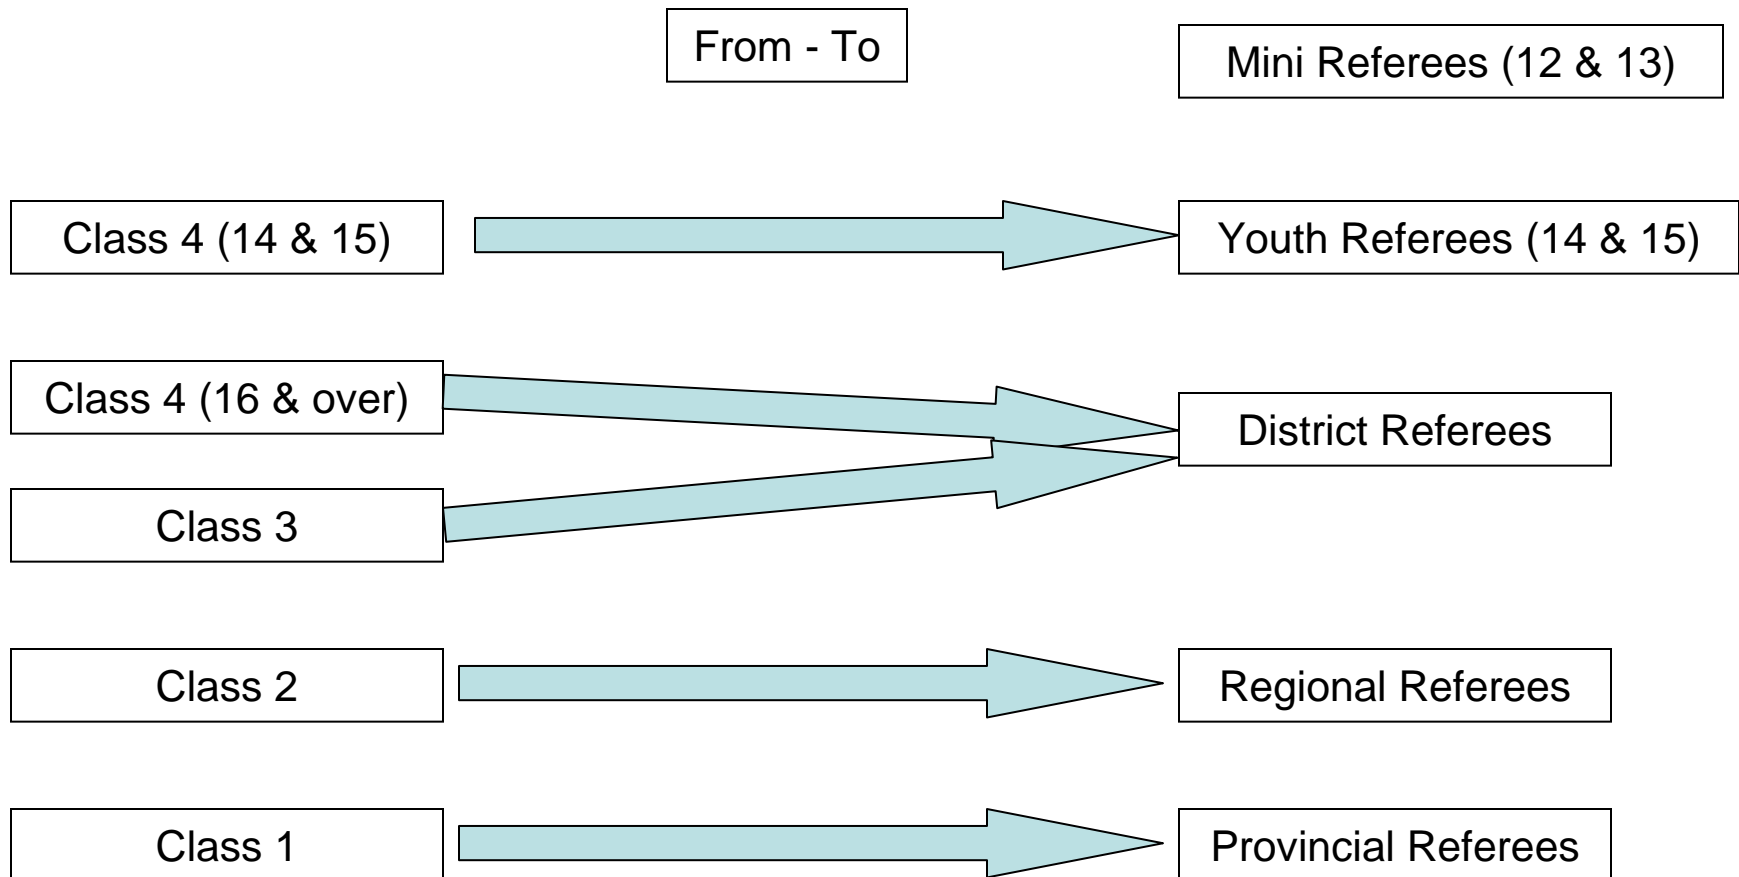 From - To
Mini Referees (12 & 13)
Class 4 (14 & 15)
Youth Referees (14 & 15)
Class 4 (16 & over)
District Referees
Class 3
Class 2
Regional Referees
Class 1
Provincial Referees